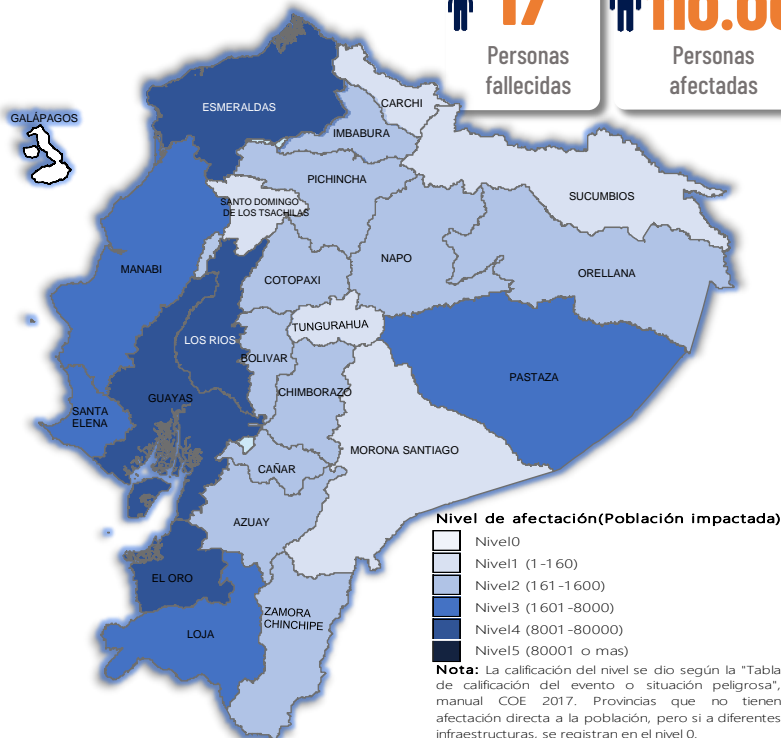 17
Personas
fallecidas
Personas
afectadas
GALÁPAGOS
ESMERALDAS
CARCHI
IMBABURA
PICHINCHA
SUCUMBIOS
SANTO DOMINGO
DE LOS TSACHILAS
NAPO
ORELLANA
MANABI
COTOPAXI
TUNGURAHUA
LOS RIOS
BOLIVAR
PASTAZA
CHIMBORAZO
GUAYAS
SANTA
ELENA
MORONA SANTIAGO
CAÑAR
AZUAY
EL ORO
ZAMORA
CHINCHIPE
LOJA
Nivel de afectación(Población impactada)
Nivel0
Nivel1 (1-160)
Nivel2 (161-1600)
Nivel3 (1601-8000)
Nivel4 (8001-80000)
Nivel5 (80001 o mas)
Nota: La calificación del nivel se dio según la "Tabla
de calificación del evento o situación peligrosa",
manual COE 2017. Provincias que no tienen
afectación directa a la población, pero si a diferentes
infraestructuras, se registran en el nivel 0.